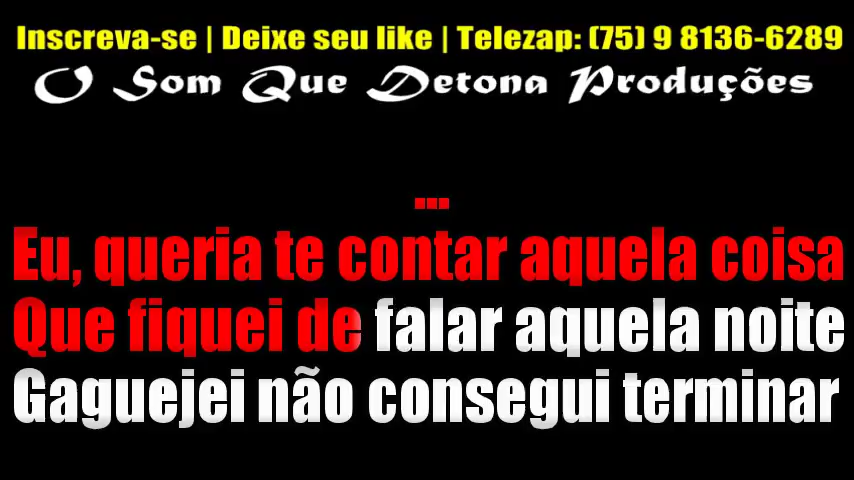 Inscreva-se | Deixe seu like | Telezap: (75) 9 8136-6289
O Som Que Detona Produções
...
Eu, queria te contar aquela coisa
Que fiquei de falar aquela noite
Gaguejei não consegui terminar